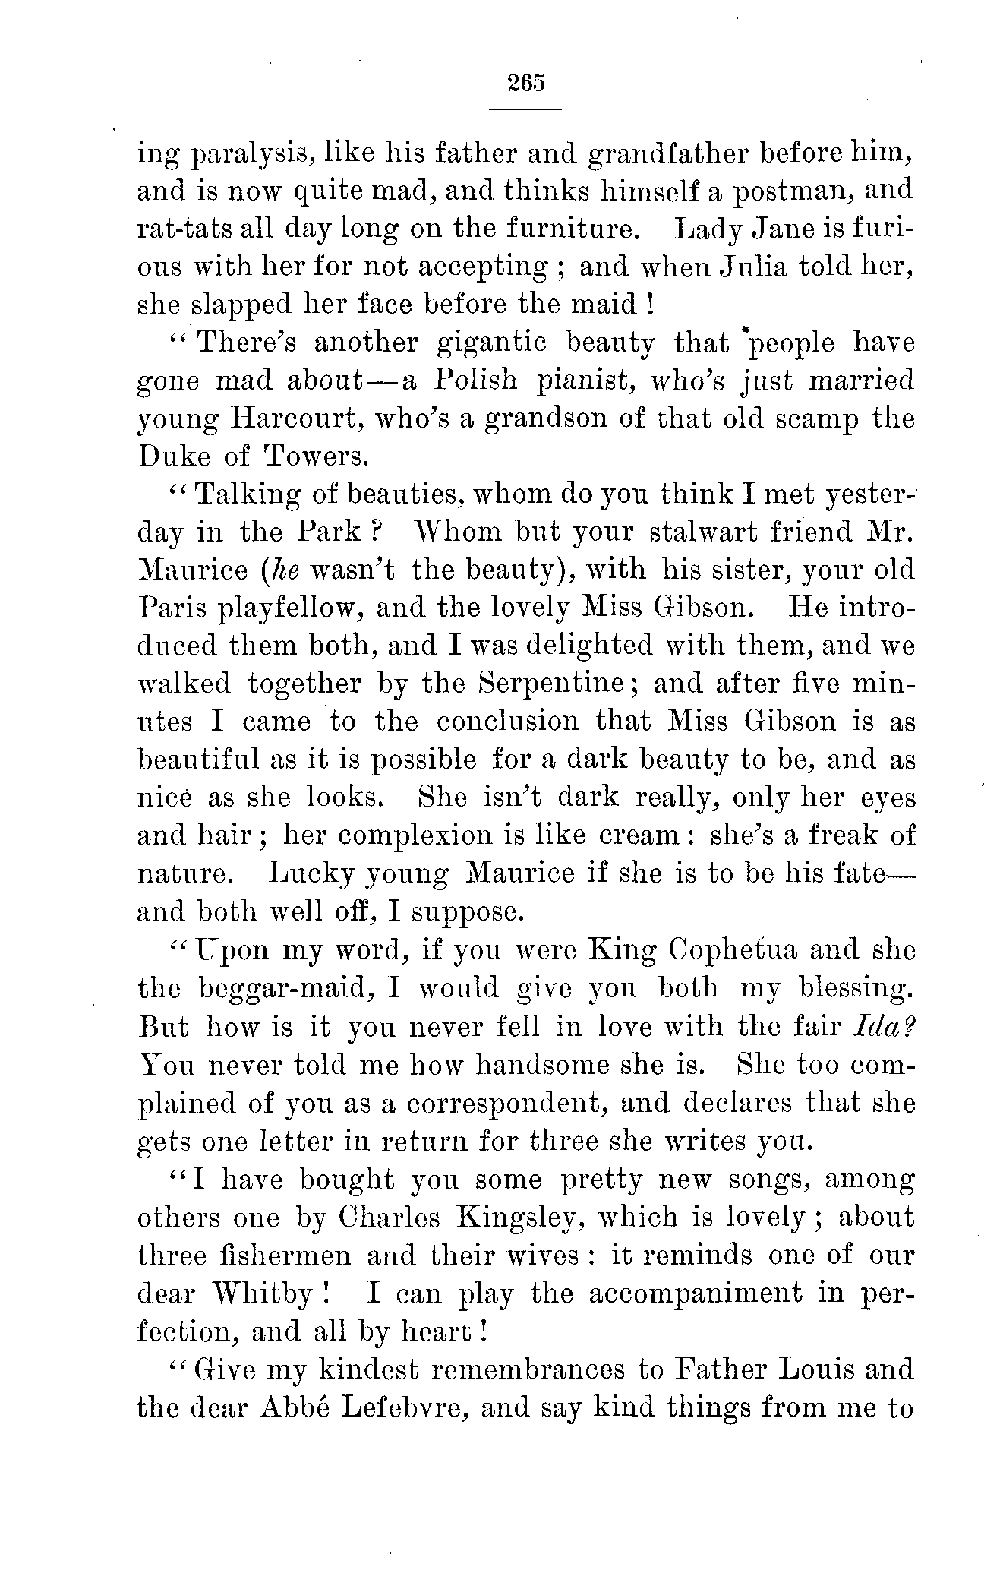 265
ing paralysis, like his father and grandfather before him,
and is now quite mad, and thinks himself a postman, and
rat-tats all day long on the furniture. Lady Jane is furi-
ous with her for not accepting ; and when Julia told her,
she slapped her face before the maid !
“ There’s another gigantic beauty that people have
gone mad about—a Polish pianist, who’s just married
young Harcourt, who’s a grandson of that old scamp the
Duke of Towers.
“ Talking of beauties, whom do you think I met yester-
day in the Park ? Whom but your stalwart friend Mr.
Maurice (he wasn’t the beauty), with his sister, your old
Paris playfellow, and the lovely Miss Gibson. He intro-
duced them both, and I was delighted with them, and we
walked together by the Serpentine ; and after five min-
utes I came to the conclusion that Miss Gibson is as
beautiful as it is possible for a dark beauty to be, and as
nice as she looks. She isn’t dark really, only her eyes
and hair ; her complexion is like cream : she’s a freak of
nature. Lucky young Maurice if she is to be his fate—
and both well off, I suppose.
“ Upon my word, if you were King Cophetua and she
the beggar-maid, I would give you both my blessing.
But how is it you never fell in love with the fair Ida?
You never told me how handsome she is. She too com-
plained of you as a correspondent, and declares that she
gets one letter in return for three she writes you.
“ I have bought you some pretty new songs, among
others one by Charles Kingsley, which is lovely ; about
three fishermen and their wives : it reminds one of our
dear Whitby ! I can play the accompaniment in per-
fection, and all by heart !
“ Give my kindest remembrances to Father Louis and
the dear Abbé Lefebvre, and say kind things from me to